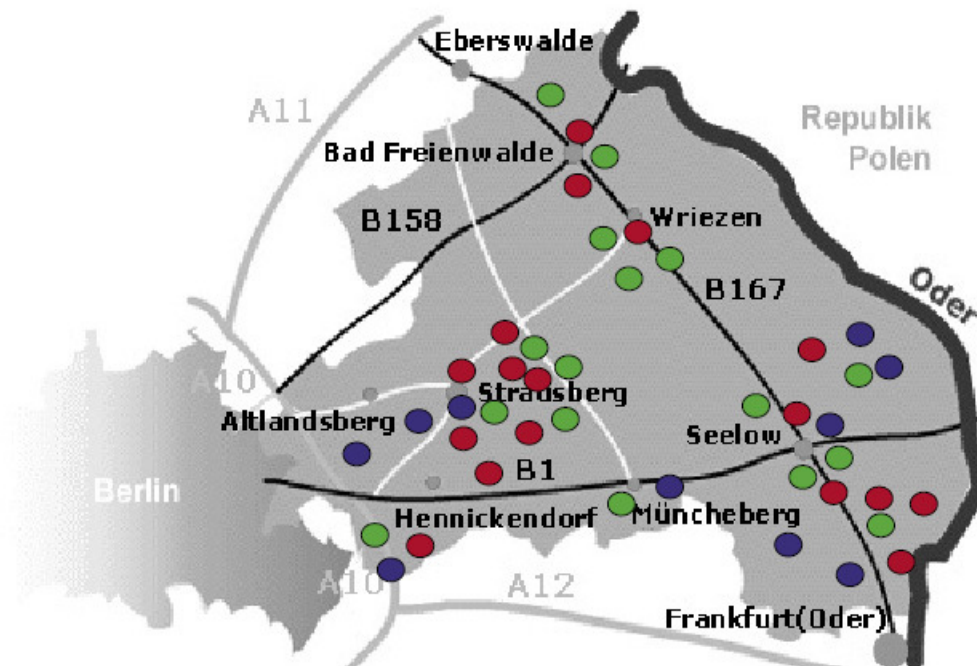 Eberswalde
A11
Republik
Polen
Bad Freienwalde
B158
Wriezen
B167
Oder
A10
Strausberg
Altlandsberg
Seelow
B1
Berlin
Hennickendorf
Müncheberg
A10
A12
Frankfurt(Oder)